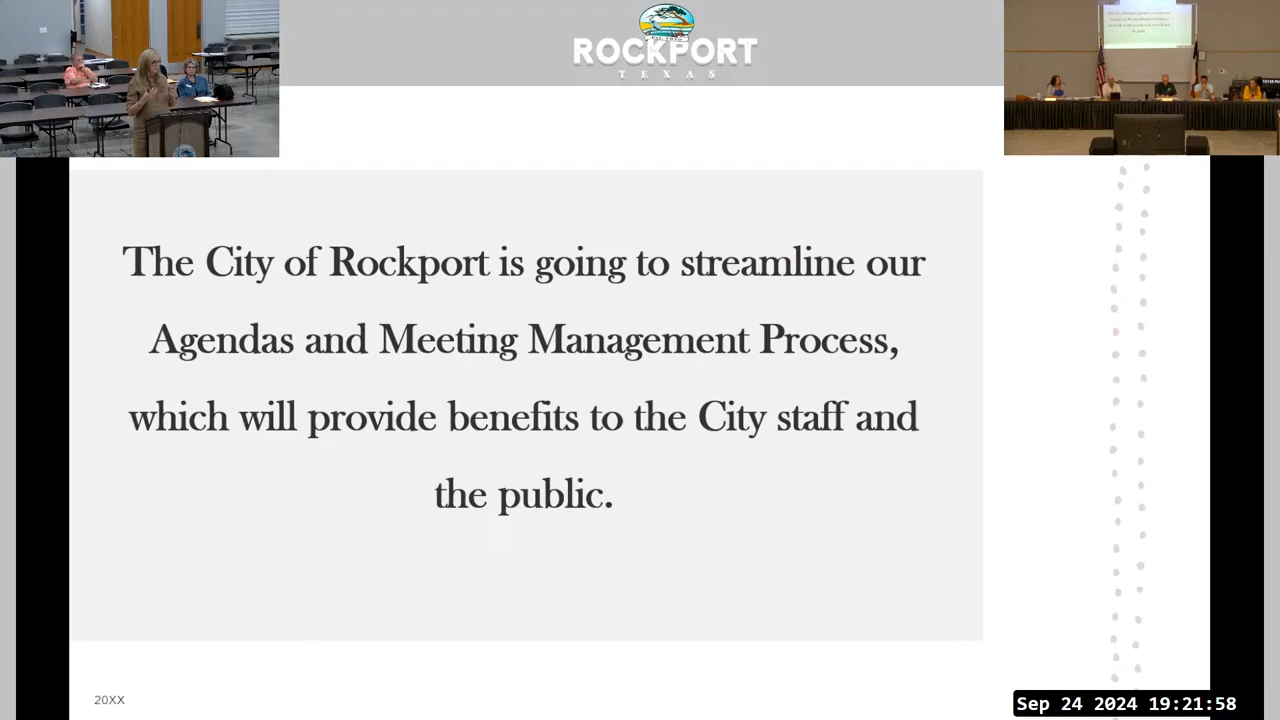 ROCKPORT
TEXAS
The City of Rockport is going to streamline our
Agendas and Meeting Management Process,
which will provide benefits to the City staff and
the public.
20XX
Sep 24 2024 19:21:58